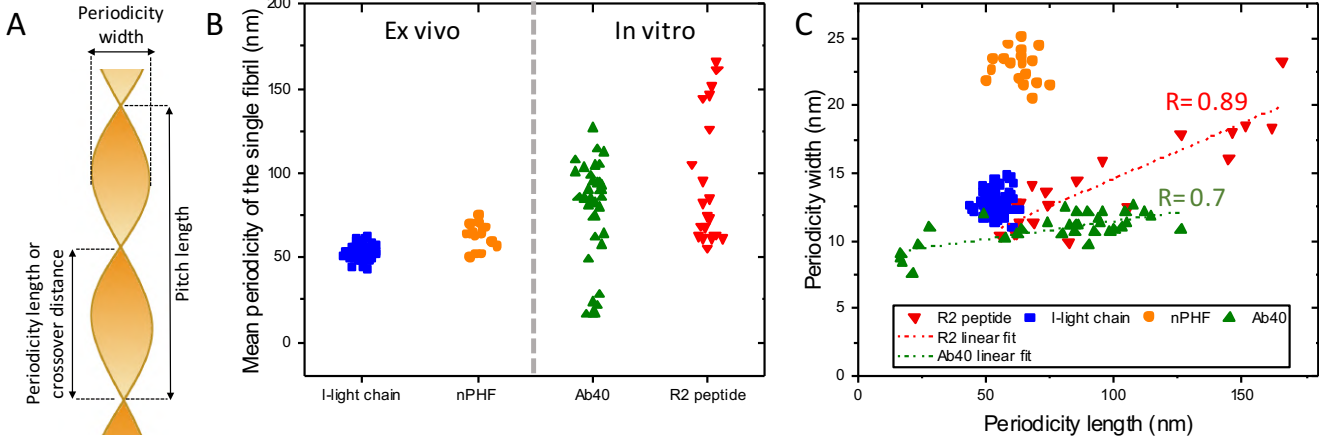 A
Periodicity
width
Pitch length
Periodicity length or
crossover distance
B
Mean periodicity of the single fibril (nm)
200
150
100
50
0
Ex vivo
In vitro
l-light chain
nPHF
Ab40
R2 peptide
C
Periodicity width (nm)
25
20
15
10
5
0
R= 0.89
R= 0.7
R2 peptide l-light chain nPHF Ab40
R2 linear fit
Ab40 linear fit
50
100
150
Periodicity length (nm)